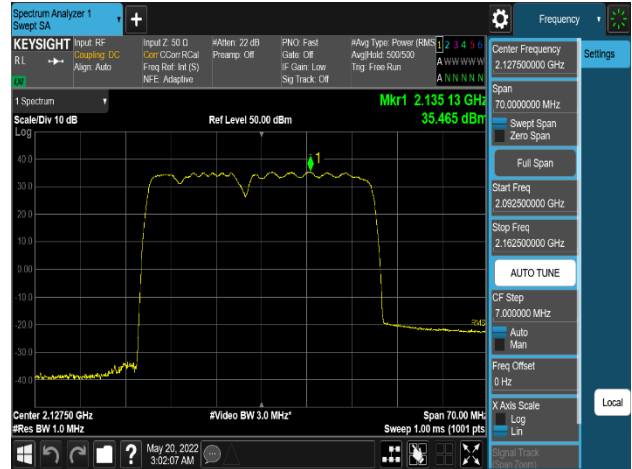 Spectrum Analyzer 1
Swept SA
+
Frequency
KEYSIGHT
RL
Input: RF
Coupling: DC
Align: Auto
Input Z: 50 Ω
Corr CCorr RCal
Freq Ref: Int (S)
NFE: Adaptive
#Atten: 22 dB
Preamp: Off
PNO: Fast
Gate: Off
IF Gain: Low
Sig Track: Off
#Avg Type: Power (RMS
Avg|Hold: 500/500
Trig: Free Run
1 2 3 4 5 6
A W W W W W
A N N N N N
1 Spectrum
Scale/Div 10 dB
Ref Level 50.00 dBm
Mkr1 2.135 13 GHz
35.465 dBm
Log
40.0
30.0
20.0
10.0
0.00
-10.0
-20.0
-30.0
-40.0
1
RMS
Center 2.12750 GHz
#Video BW 3.0 MHz*
Span 70.00 MHz
#Res BW 1.0 MHz
Sweep 1.00 ms (1001 pts
Center Frequency
2.127500000 GHz
Settings
Span
70.0000000 MHz
Swept Span
Zero Span
Full Span
Start Freq
2.092500000 GHz
Stop Freq
2.162500000 GHz
AUTO TUNE
CF Step
7.000000 MHz
Auto
Man
Freq Offset
0 Hz
X Axis Scale
Log
Lin
Local
Signal Track
(Span Zoom)
?
May 20, 2022
3:02:07 AM